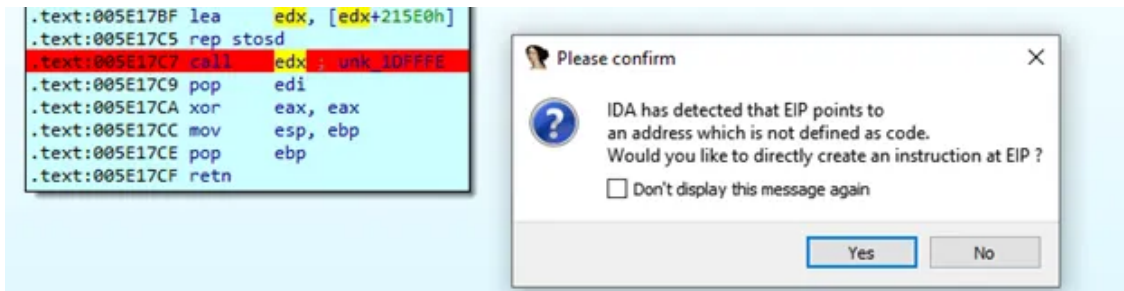 .text:005E17BF lea     edx, [edx+215E0h]
.text:005E17C5 rep stosd
.text:005E17C7 call    edx ; unk_1DFFFE
.text:005E17C9 pop     edi
.text:005E17CA xor     eax, eax
.text:005E17CC mov     esp, ebp
.text:005E17CE pop     ebp
.text:005E17CF retn
Please confirm
IDA has detected that EIP points to
an address which is not defined as code.
Would you like to directly create an instruction at EIP ?
Don't display this message again
Yes No